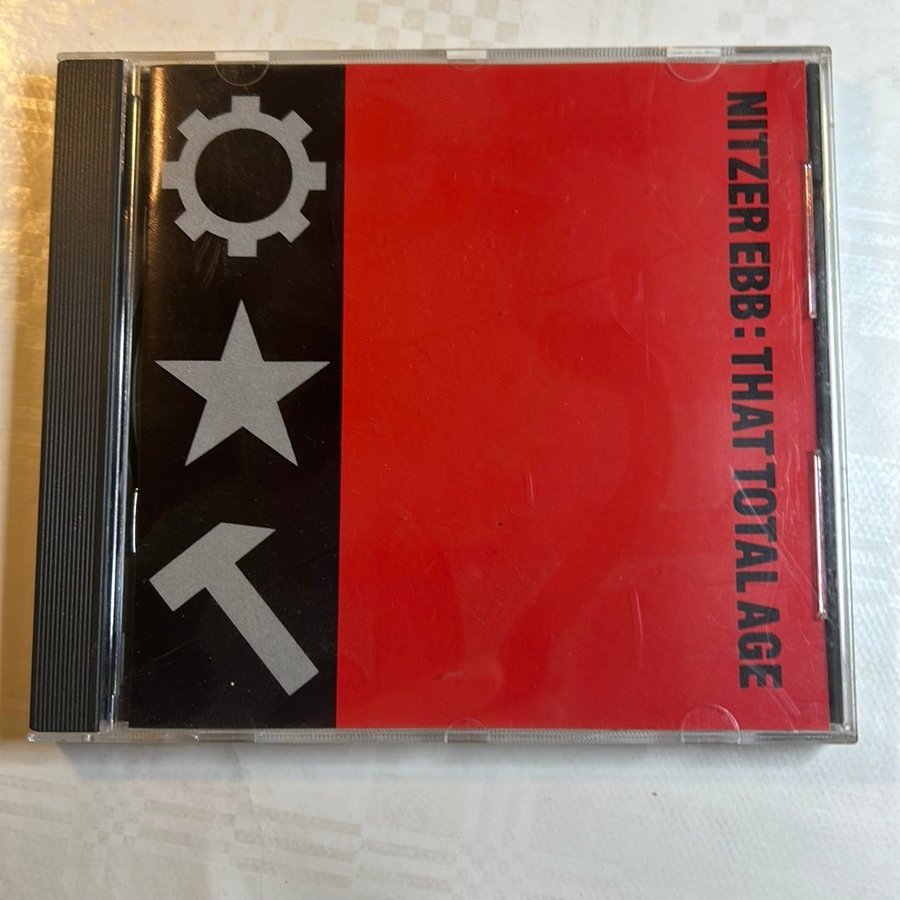 NITZER EBB: THAT TOTAL AGE